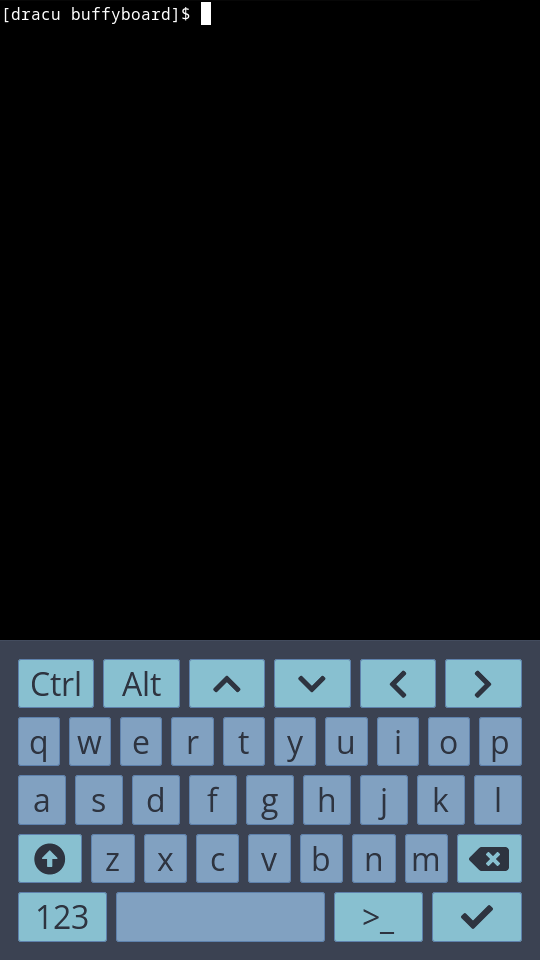 [dracu buffyboard]$
Ctrl Alt
q w e r t y u i o p
a s d f g h j k l
z x c v b n m
123 >_